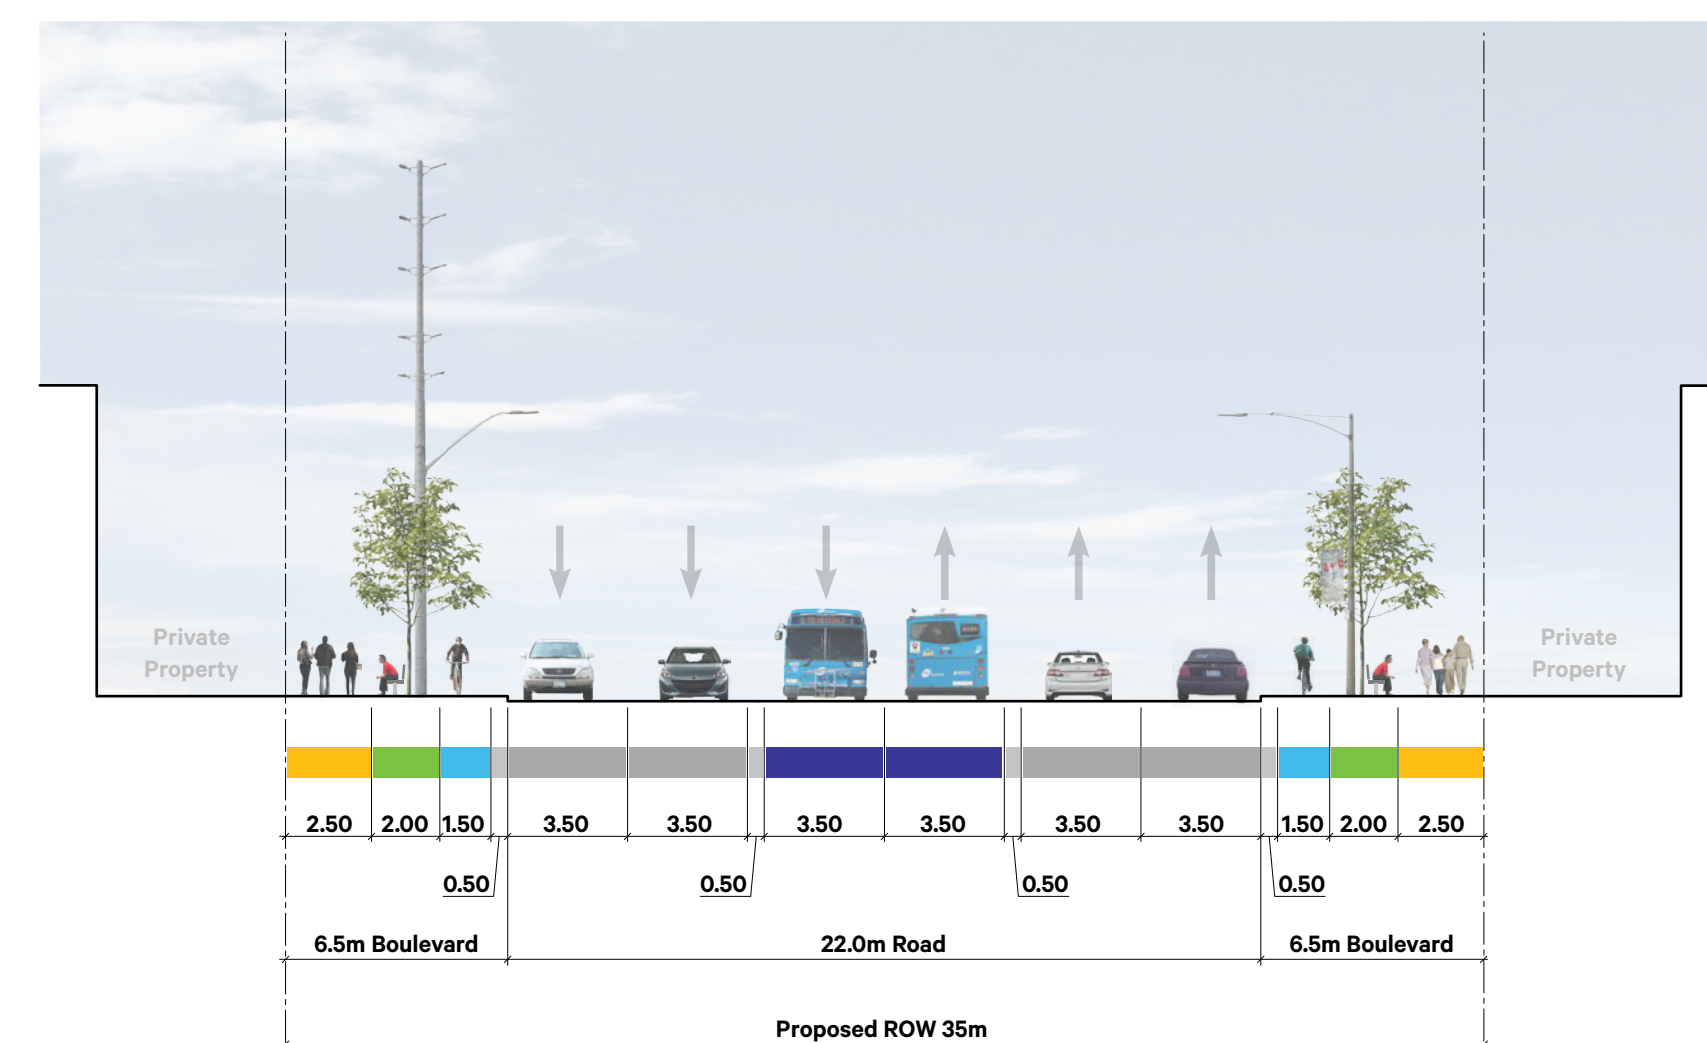 Private
Property
Private
Property
2.50 2.00 1.50 3.50 3.50 3.50 3.50 3.50 3.50 1.50 2.00 2.50
0.50 0.50 0.50 0.50
6.5m Boulevard 22.0m Road 6.5m Boulevard
Proposed ROW 35m